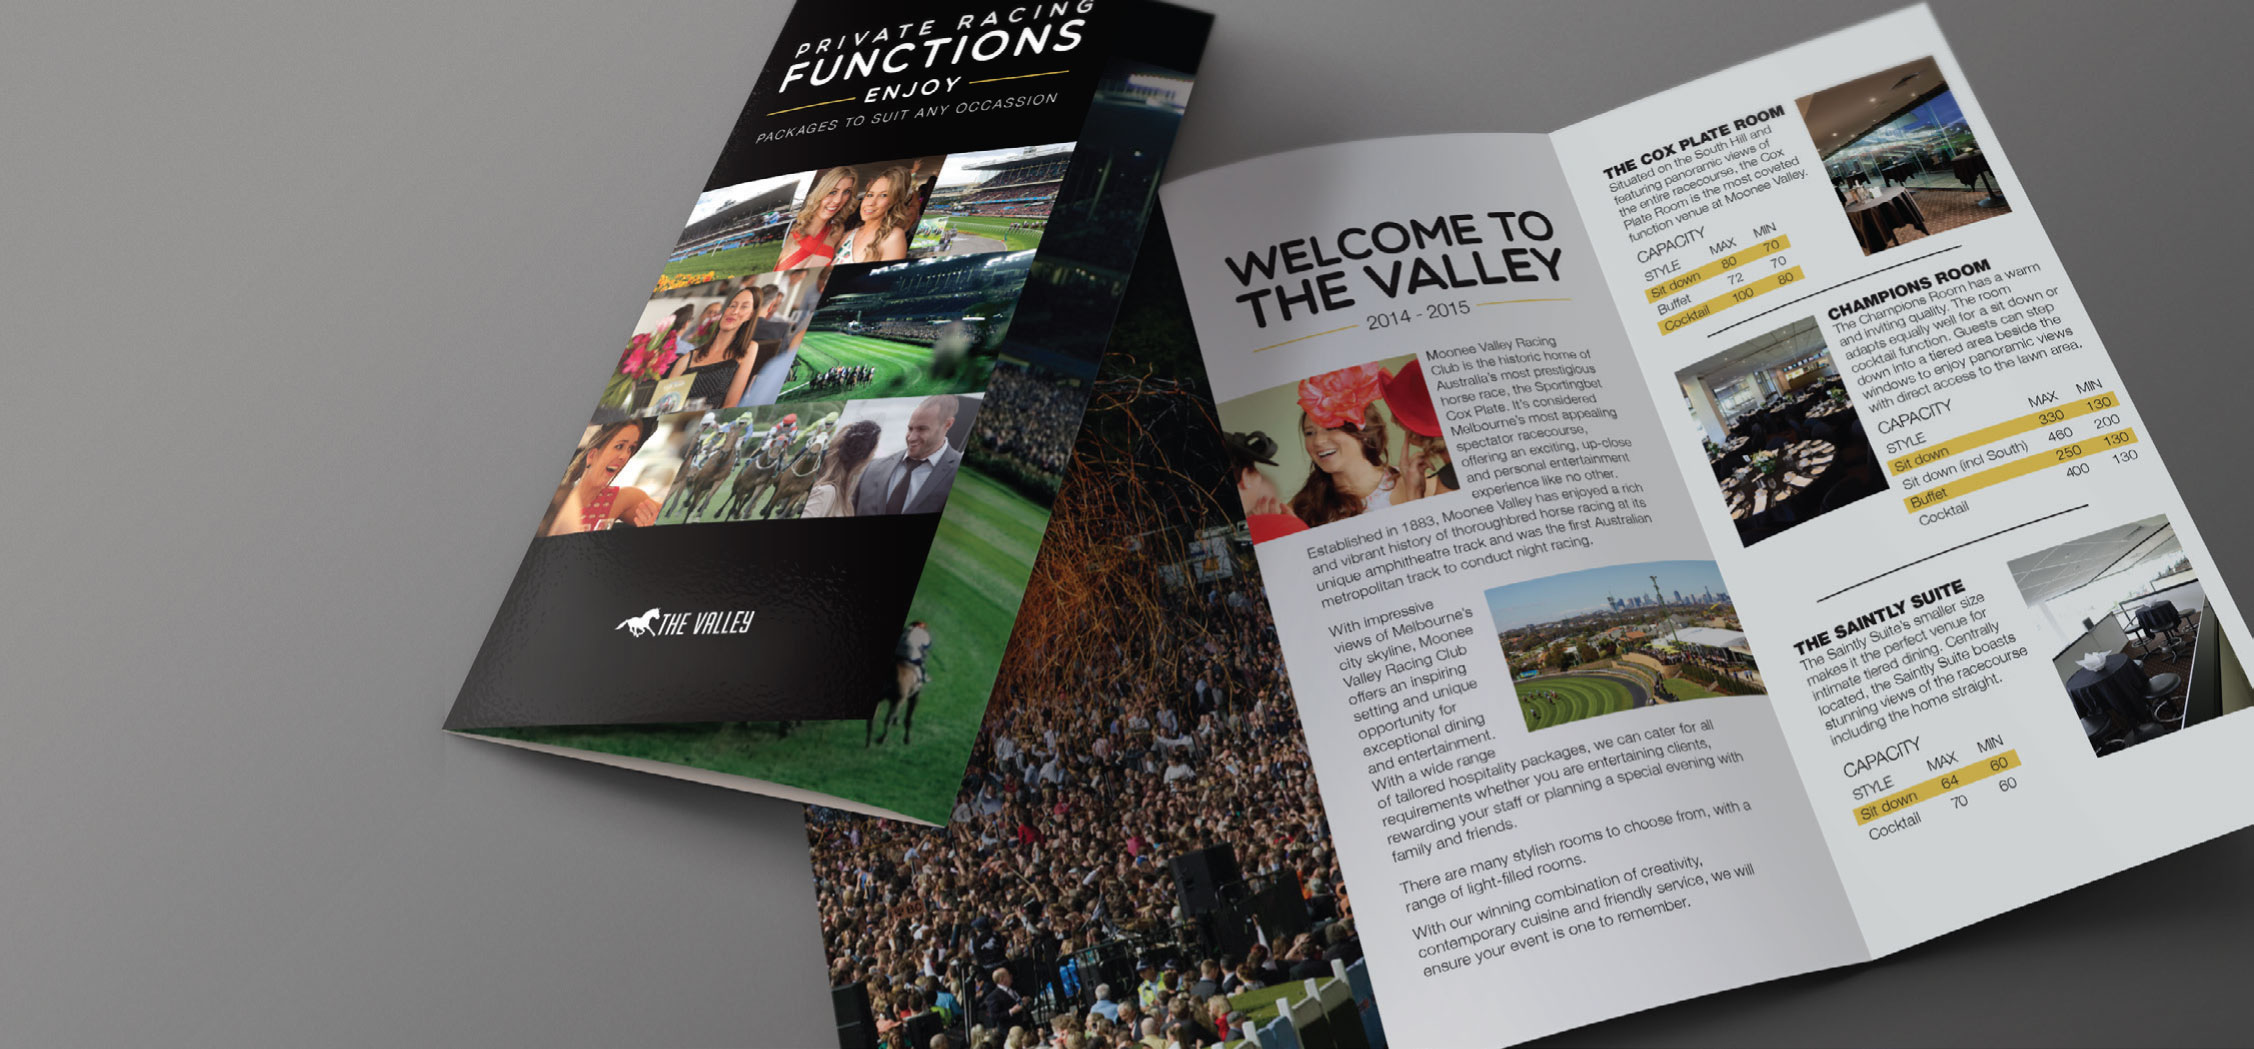 PRIVATE RACING
FUNCTIONS
ENJOY
PACKAGES TO SUIT ANY OCCASSION
THE VALLEY
WELCOME TO
THE VALLEY
2014 - 2015
Moonee Valley Racing
Club is the historic home of
Australia's most prestigious
horse race, the Sportingbet
Cox Plate. It's considered
Melbourne's most appealing
spectator racecourse,
offering an exciting, up-close
and personal entertainment
experience like no other.
Established in 1883, Moonee Valley has enjoyed a rich
and vibrant history of thoroughbred horse racing at its
unique amphitheatre track and was the first Australian
metropolitan track to conduct night racing.
With impressive
views of Melbourne's
city skyline, Moonee
Valley Racing Club
offers an inspiring
setting and unique
opportunity for
exceptional dining
and entertainment.
With a wide range
of tailored hospitality packages, we can cater for all
requirements whether you are entertaining clients,
rewarding your staff or planning a special evening with
family and friends.
There are many stylish rooms to choose from, with a
range of light-filled rooms.
With our winning combination of creativity,
contemporary cuisine and friendly service, we will
ensure your event is one to remember.
THE COX PLATE ROOM
Situated on the South Hill and
featuring panoramic views of
the entire racecourse, the Cox
Plate Room is the most coveted
function venue at Moonee Valley.
CAPACITY
STYLE MAX MIN
Sit down 80 70
Buffet 72 70
Cocktail 100 80
CHAMPIONS ROOM
The Champions Room has a warm
and inviting quality. The room
adapts equally well for a sit down or
cocktail function. Guests can step
down into a tiered area beside the
windows to enjoy panoramic views
with direct access to the lawn area,
CAPACITY
STYLE MAX MIN
Sit down 330 130
Sit down (incl South) 460 200
Buffet 250 130
Cocktail 400 130
THE SAINTLY SUITE
The Saintly Suite's smaller size
makes it the perfect venue for
intimate tiered dining. Centrally
located, the Saintly Suite boasts
stunning views of the racecourse
including the home straight.
CAPACITY
STYLE MAX MIN
Sit down 64 60
Cocktail 70 60